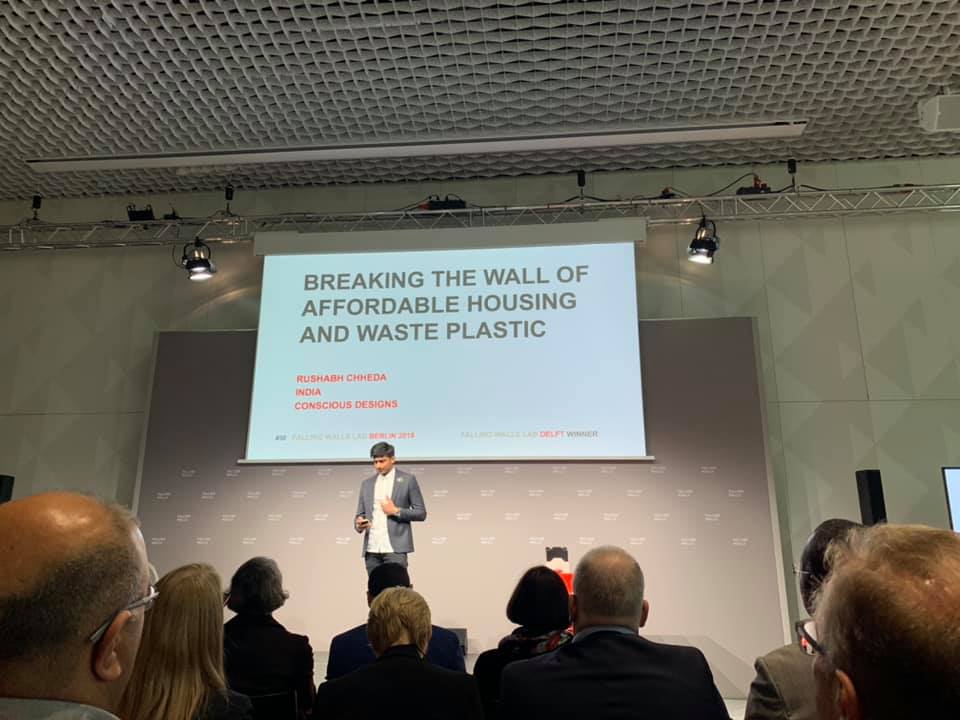 BREAKING THE WALL OF
AFFORDABLE HOUSING
AND WASTE PLASTIC
RUSHABH CHHEDA
INDIA
CONSCIOUS DESIGNS
FALLING WALLS LAB BERLIN 2018 FALLING WALLS LAB DELFT WINNER